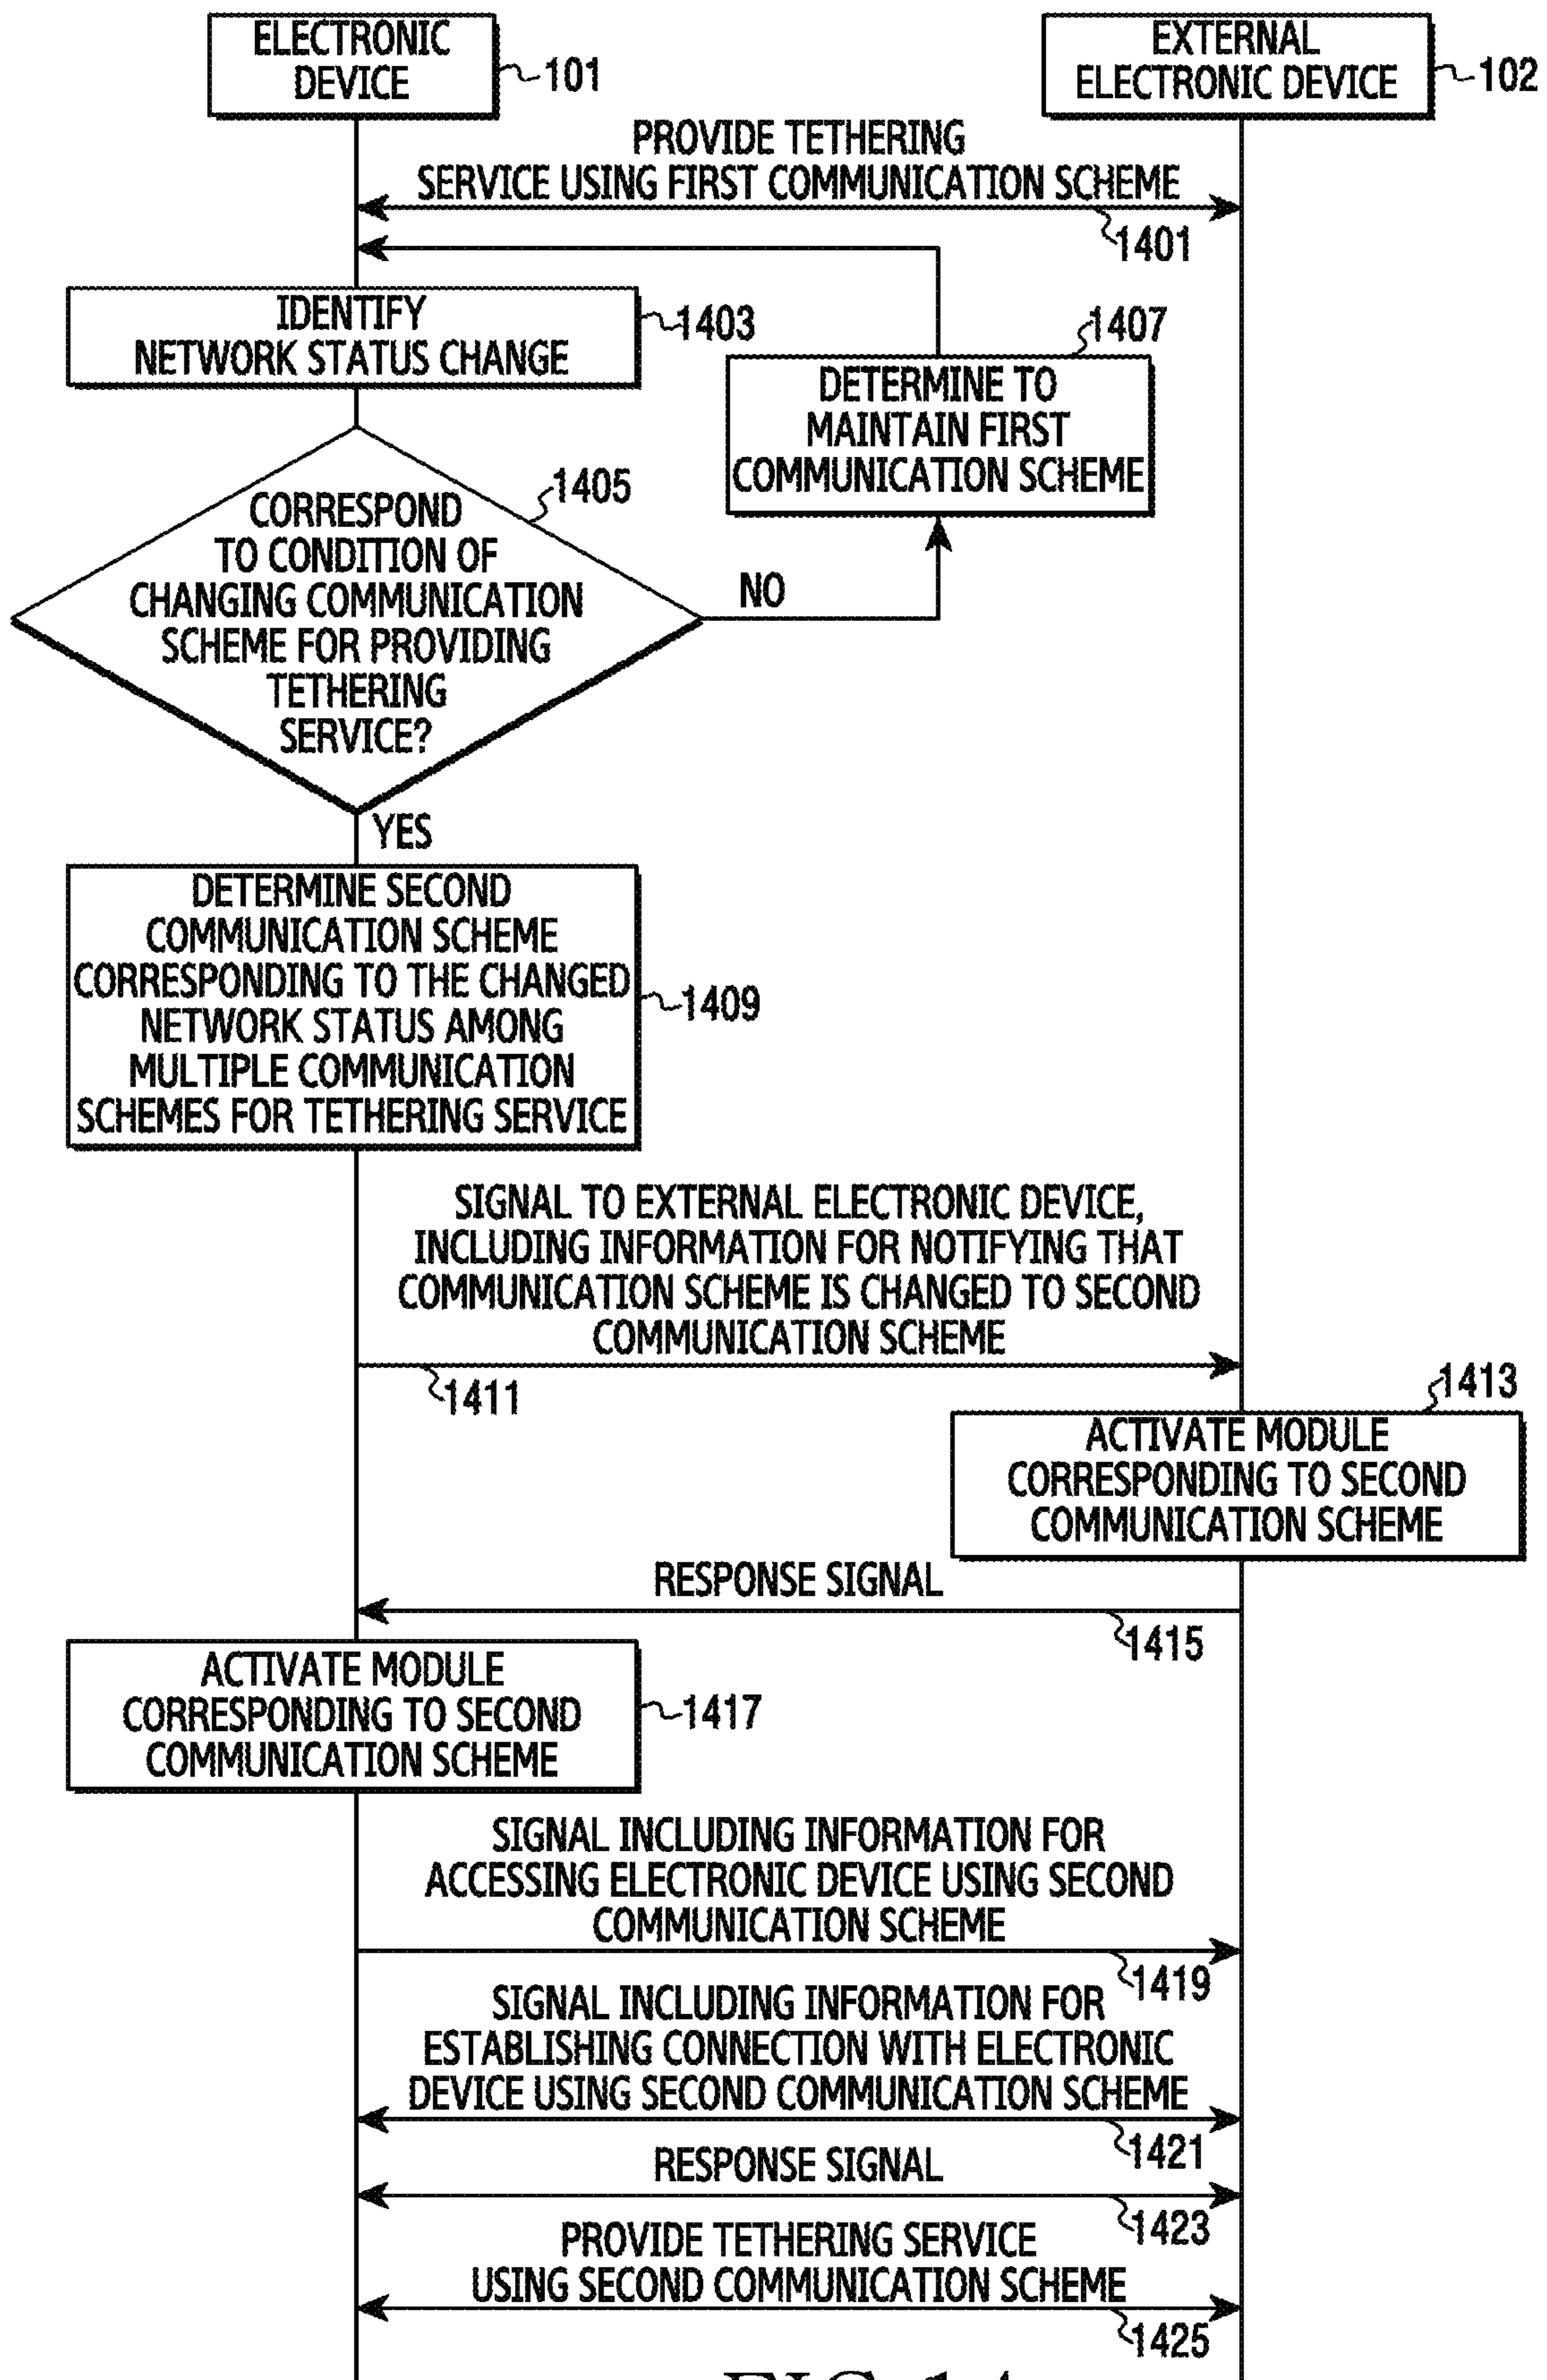 ELECTRONIC
DEVICE
101
EXTERNAL
ELECTRONIC DEVICE
102
PROVIDE TETHERING
SERVICE USING FIRST COMMUNICATION SCHEME
1401
IDENTIFY
NETWORK STATUS CHANGE
1403
1407
DETERMINE TO
MAINTAIN FIRST
COMMUNICATION SCHEME
1405
CORRESPOND
TO CONDITION OF
CHANGING COMMUNICATION
SCHEME FOR PROVIDING
TETHERING
SERVICE?
NO
YES
DETERMINE SECOND
COMMUNICATION SCHEME
CORRESPONDING TO THE CHANGED
NETWORK STATUS AMONG
MULTIPLE COMMUNICATION
SCHEMES FOR TETHERING SERVICE
1409
SIGNAL TO EXTERNAL ELECTRONIC DEVICE,
INCLUDING INFORMATION FOR NOTIFYING THAT
COMMUNICATION SCHEME IS CHANGED TO SECOND
COMMUNICATION SCHEME
1411
1413
ACTIVATE MODULE
CORRESPONDING TO SECOND
COMMUNICATION SCHEME
RESPONSE SIGNAL
1415
ACTIVATE MODULE
CORRESPONDING TO SECOND
COMMUNICATION SCHEME
1417
SIGNAL INCLUDING INFORMATION FOR
ACCESSING ELECTRONIC DEVICE USING SECOND
COMMUNICATION SCHEME
1419
SIGNAL INCLUDING INFORMATION FOR
ESTABLISHING CONNECTION WITH ELECTRONIC
DEVICE USING SECOND COMMUNICATION SCHEME
1421
RESPONSE SIGNAL
1423
PROVIDE TETHERING SERVICE
USING SECOND COMMUNICATION SCHEME
1425